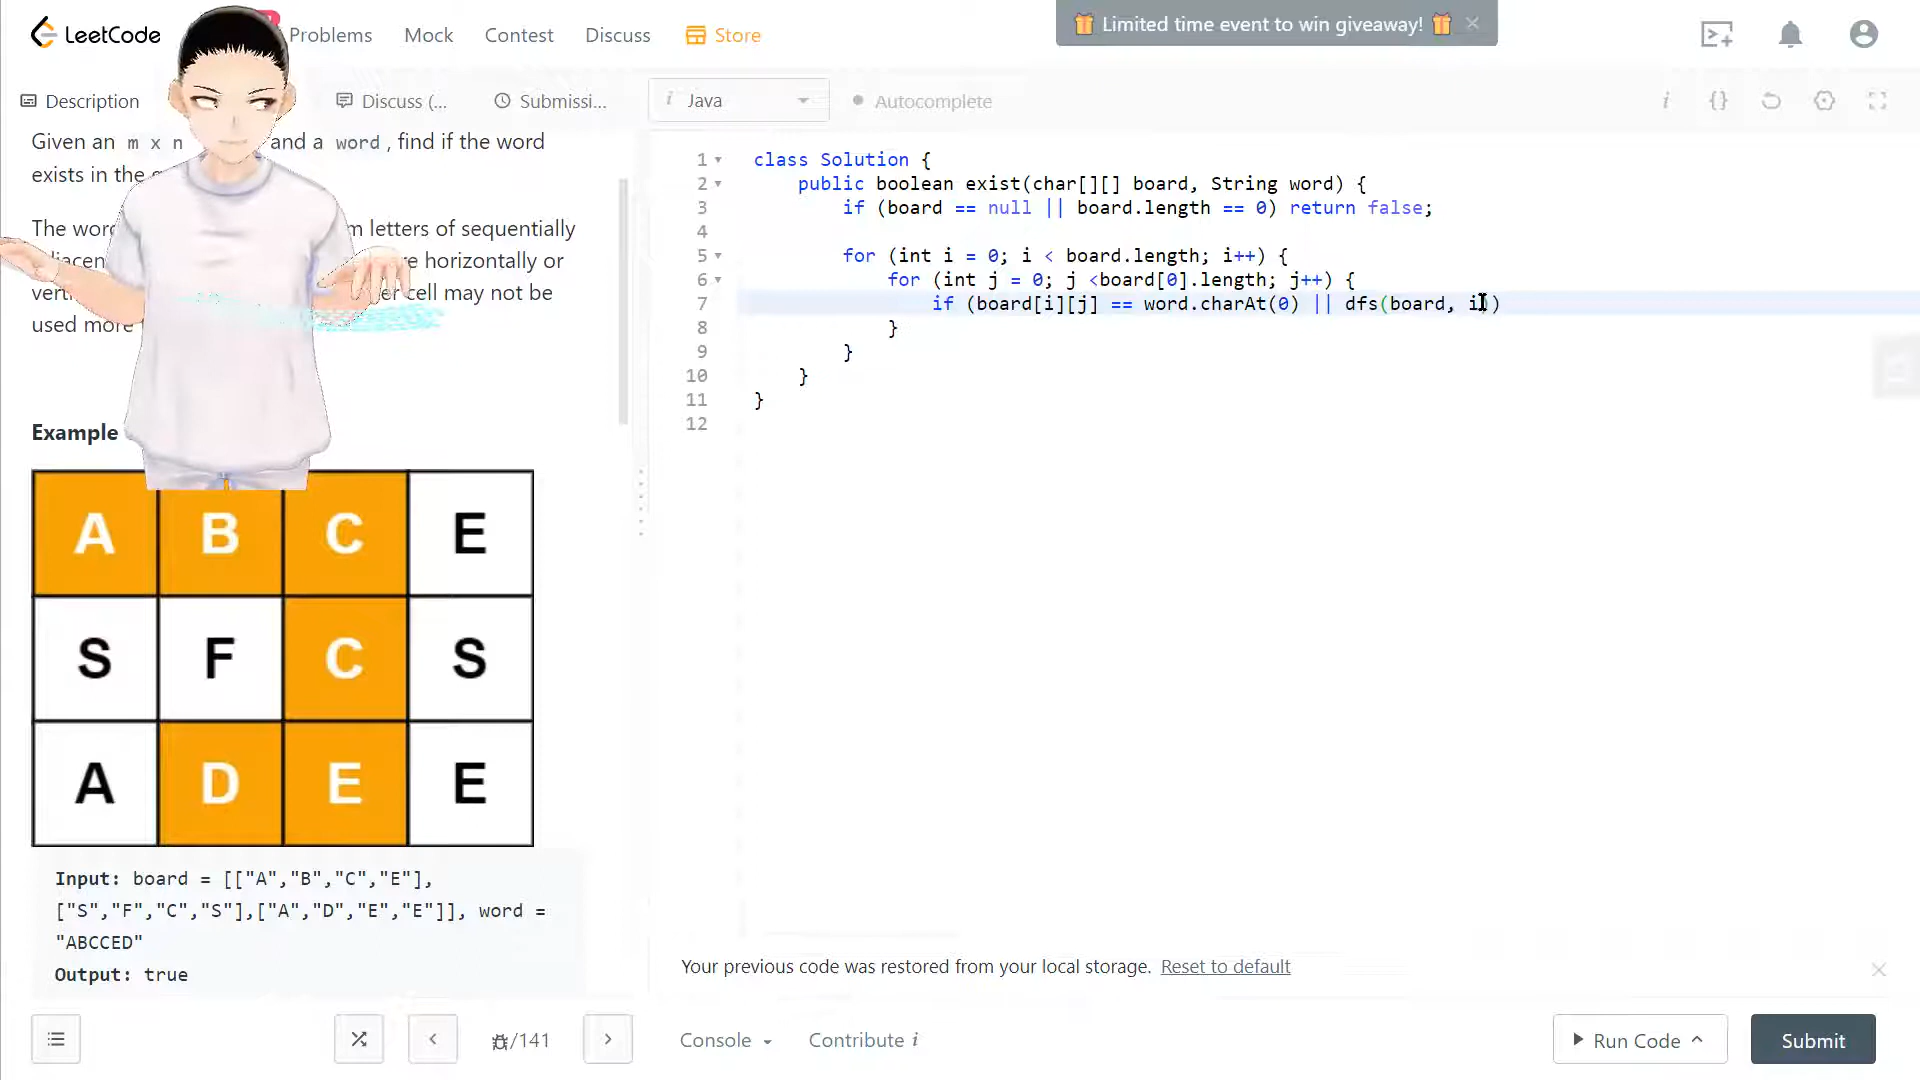 LeetCode
Problems
Mock
Contest
Discuss
Store
Limited time event to win giveaway!
Description
Discuss (...
Submissi...
i Java
Autocomplete
i
{}
Given an m x n and a word , find if the word
exists in the
The m letters of sequentially
re horizontally or
cell may not be
used more
Example
A B C E
S F C S
A D E E
Input: board = [["A","B","C","E"],
["S","F","C","S"],["A","D","E","E"]], word =
"ABCCED"
Output: true
1 class Solution {
2 public boolean exist(char[][] board, String word) {
3 if (board == null || board.length == 0) return false;
4
5 for (int i = 0; i < board.length; i++) {
6 for (int j = 0; j <board[0].length; j++) {
7 if (board[i][j] == word.charAt(0) || dfs(board, i))
8 }
9 }
10 }
11 }
12
Your previous code was restored from your local storage. Reset to default
/141
Console
Contribute i
Run Code
Submit